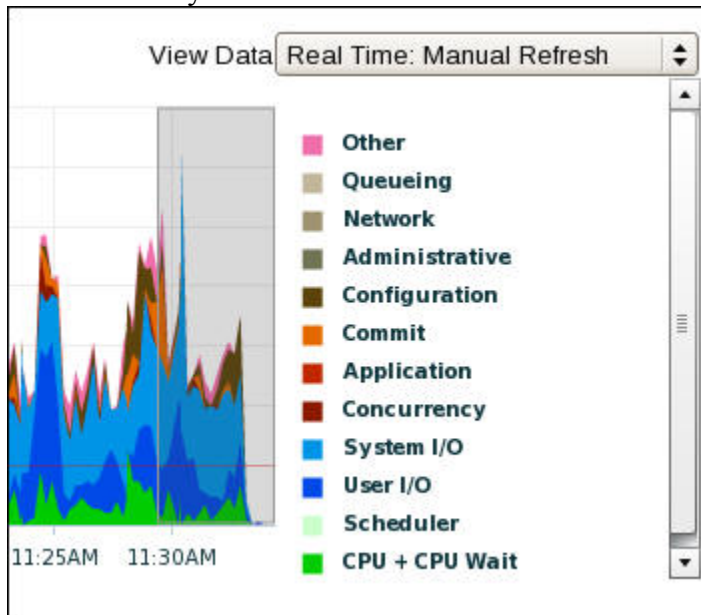 View Data Real Time: Manual Refresh
Other
Queueing
Network
Administrative
Configuration
Commit
Application
Concurrency
System I/O
User I/O
Scheduler
CPU + CPU Wait
11:25AM 11:30AM